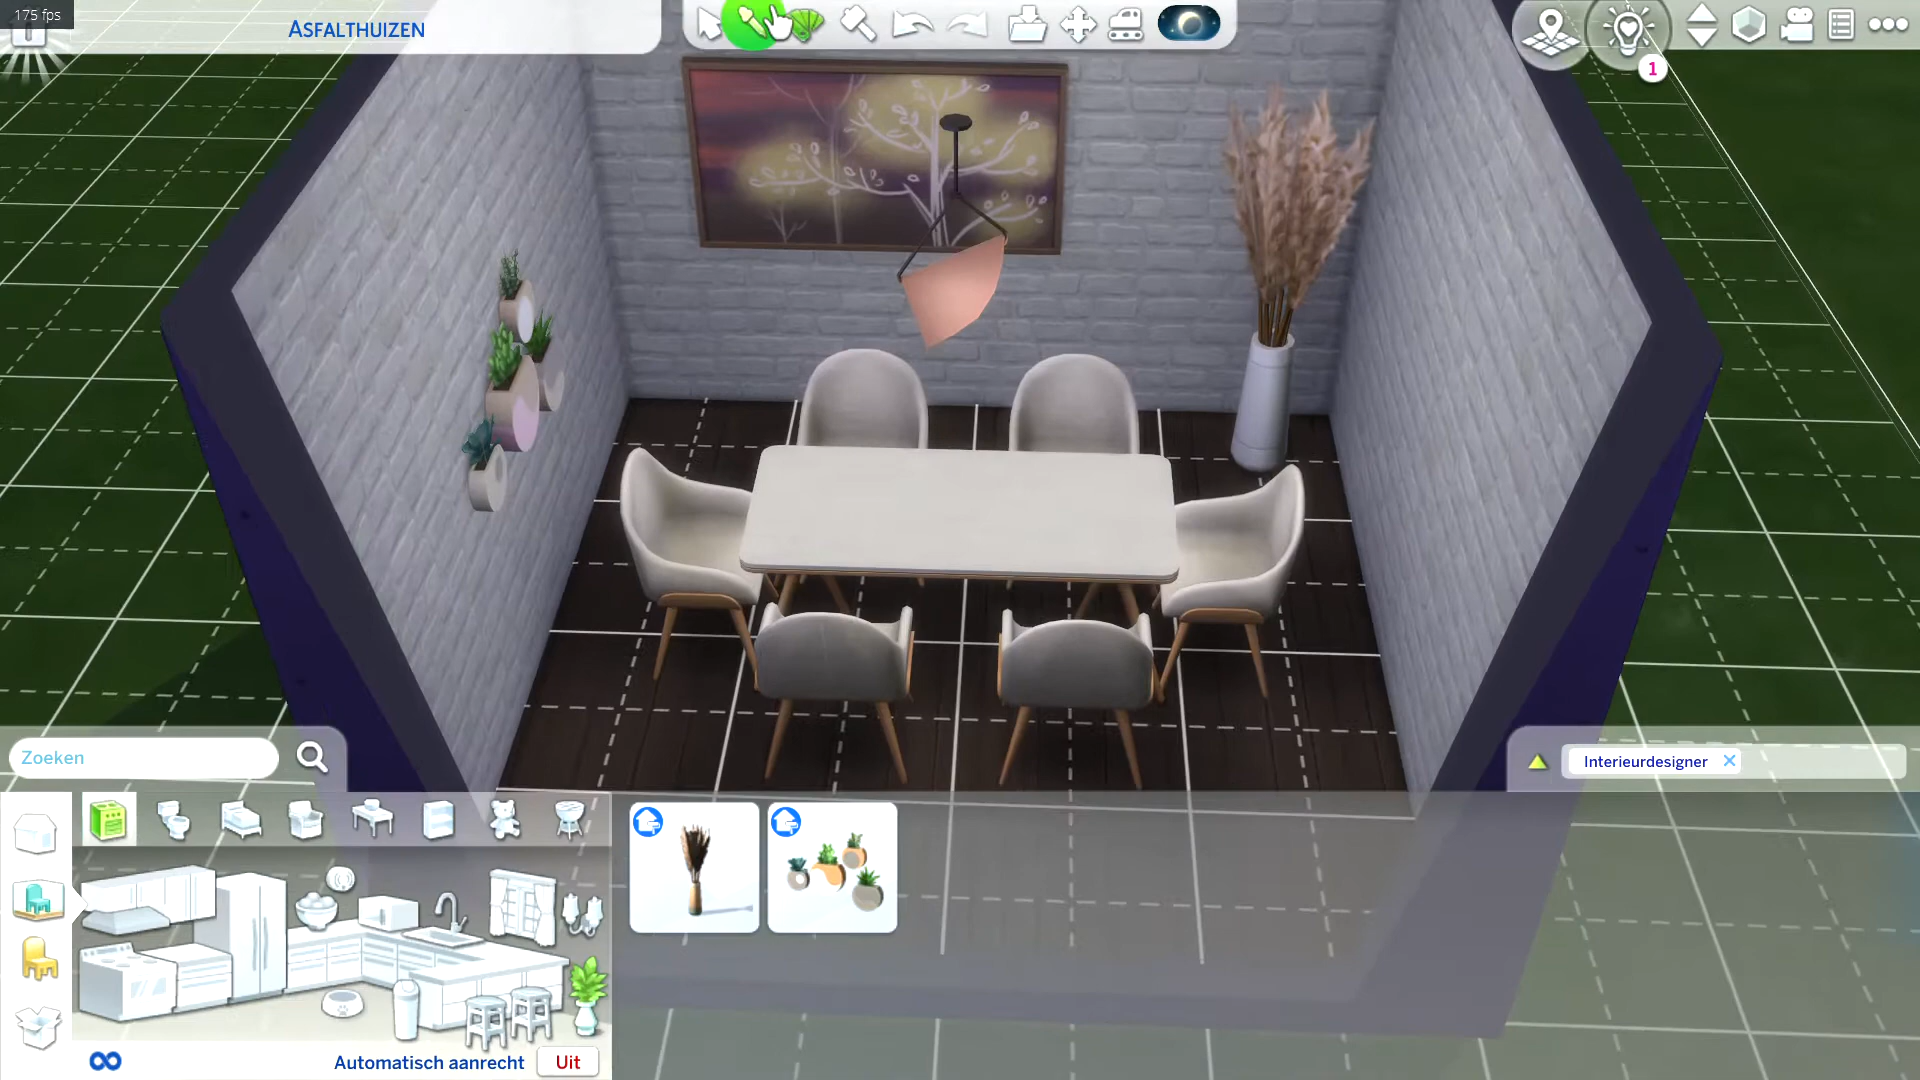 175 fps
Asfalthuizen
1
Zoeken
Interieurdesigner
Automatisch aanrecht
Uit